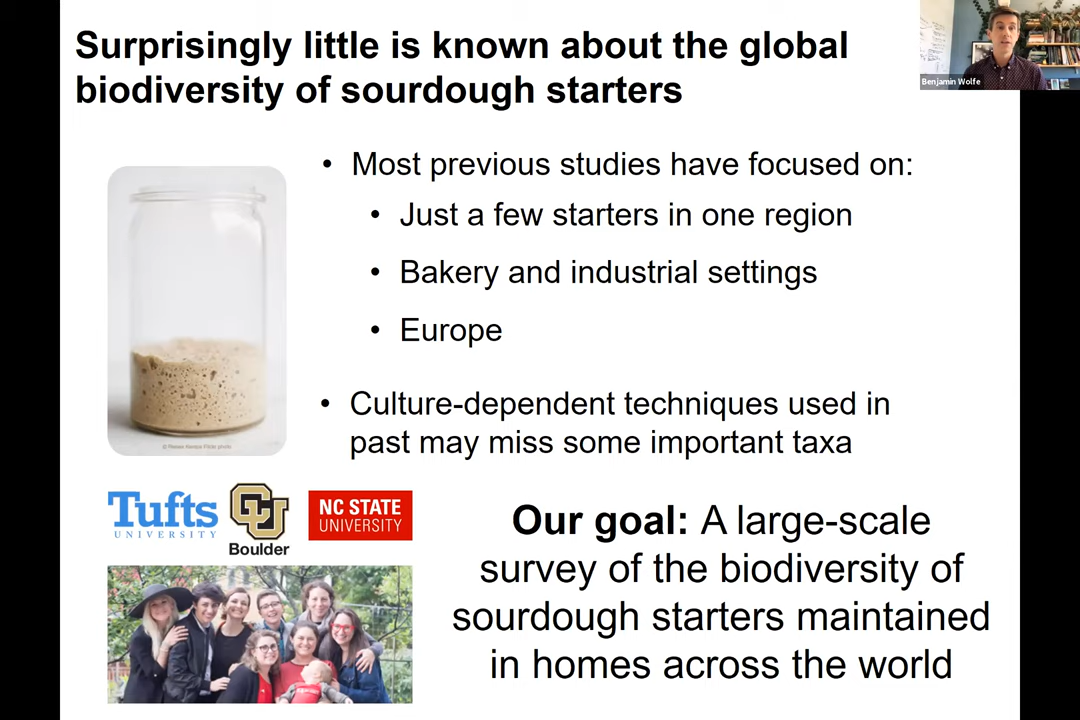 Surprisingly little is known about the global
biodiversity of sourdough starters
Benjamin Wolfe
• Most previous studies have focused on:
• Just a few starters in one region
• Bakery and industrial settings
• Europe
• Culture-dependent techniques used in
past may miss some important taxa
Tufts
UNIVERSITY
CU
Boulder
NC STATE
UNIVERSITY
Our goal: A large-scale
survey of the biodiversity of
sourdough starters maintained
in homes across the world